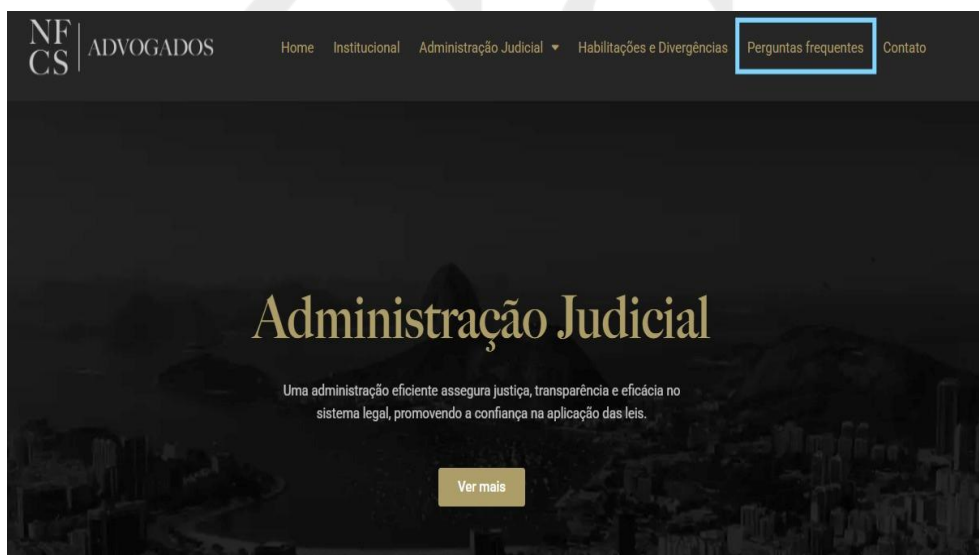 NF
CS
ADVOGADOS
Home Institucional Administração Judicial Habilitações e Divergências Perguntas frequentes Contato
Administração Judicial
Uma administração eficiente assegura justiça, transparência e eficácia no
sistema legal, promovendo a confiança na aplicação das leis.
Ver mais